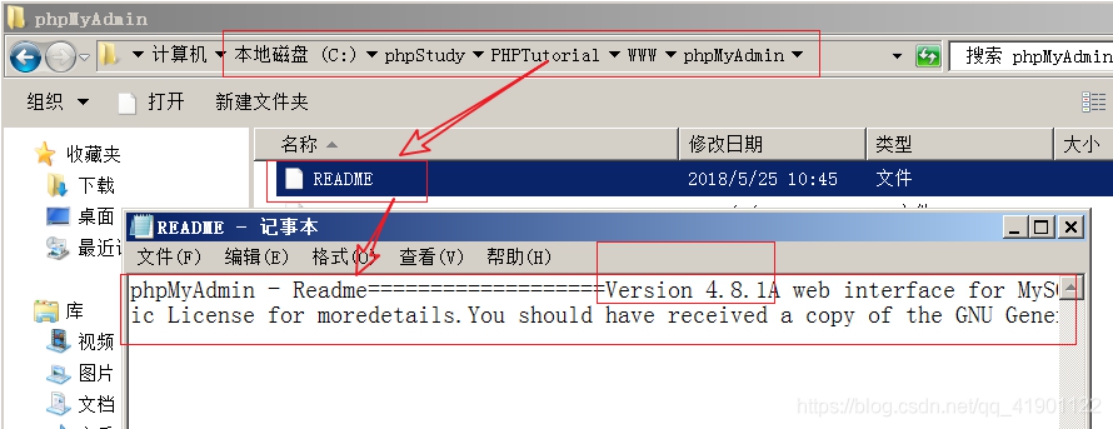 phpMyAdmin
计算机 本地磁盘 (C:) phpStudy PHPTutorial WWW phpMyAdmin 搜索 phpMyAdmin
组织 打开 新建文件夹
收藏夹 名称 修改日期 类型 大小
下载 README 2018/5/25 10:45 文件
桌面
最近
README - 记事本
文件(F) 编辑(E) 格式(O) 查看(V) 帮助(H)
phpMyAdmin - Readme===================Version 4.8.1A web interface for MySQ
ic License for moredetails.You should have received a copy of the GNU Gene
库
视频
图片
文档
https://blog.csdn.net/qq_41901122